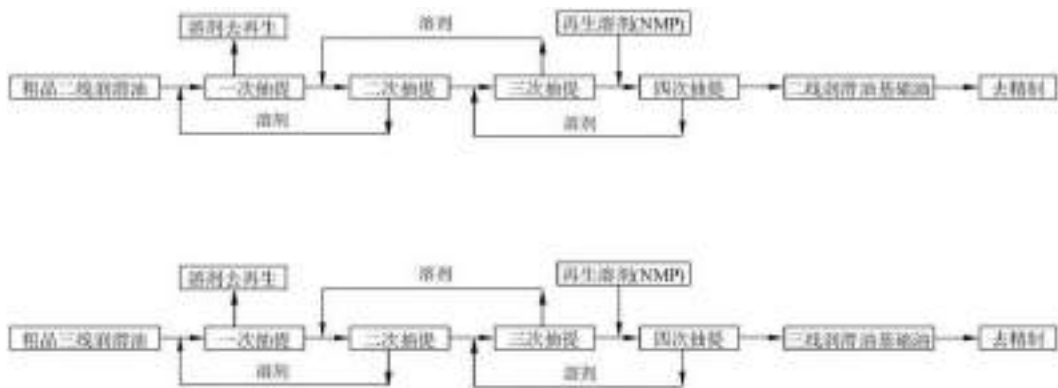 溶剂去再生
溶剂
再生溶剂(NMP)
粗品二线润滑油
一次抽提
二次抽提
三次抽提
四次抽提
二线润滑油基础油
去精制
溶剂
溶剂
溶剂去再生
溶剂
再生溶剂(NMP)
粗品三线润滑油
一次抽提
二次抽提
三次抽提
四次抽提
三线润滑油基础油
去精制
溶剂
溶剂